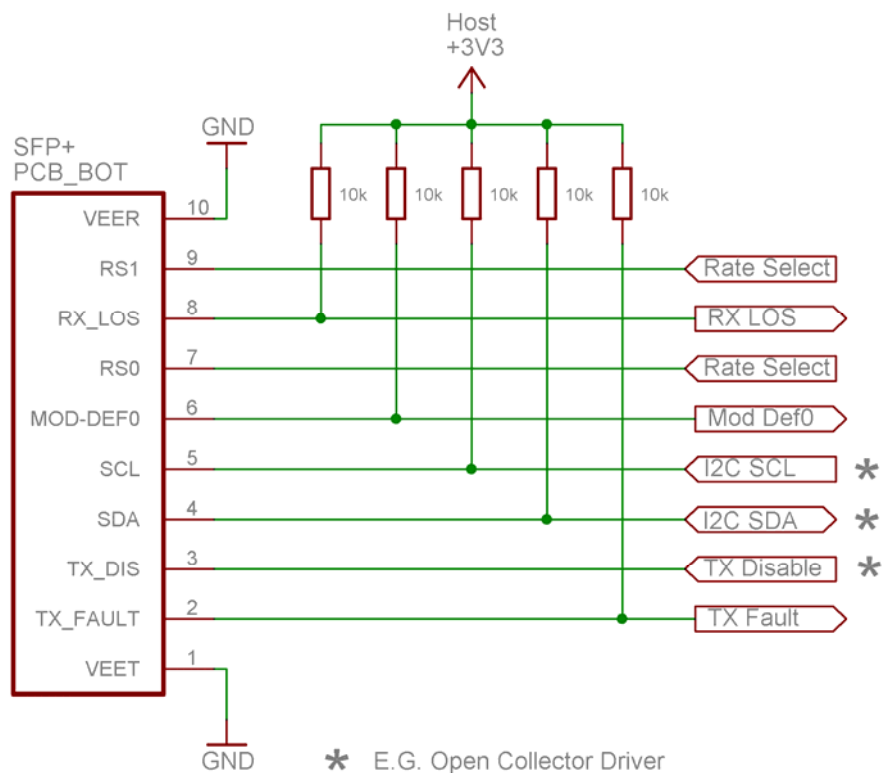 Host
+3V3
GND
SFP+
PCB_BOT
10k
10k
10k
10k
10k
VEER
10
RS1
9
Rate Select
RX_LOS
8
RX LOS
RS0
7
Rate Select
MOD-DEF0
6
Mod Def0
SCL
5
I2C SCL
*
SDA
4
I2C SDA
*
TX_DIS
3
TX Disable
*
TX_FAULT
2
TX Fault
VEET
1
GND
* E.G. Open Collector Driver